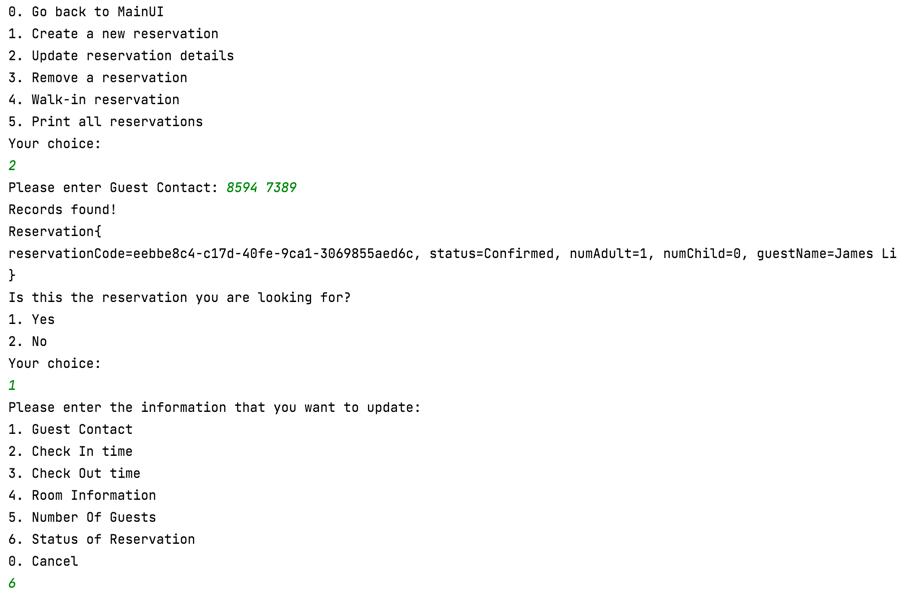 0. Go back to MainUI
1. Create a new reservation
2. Update reservation details
3. Remove a reservation
4. Walk-in reservation
5. Print all reservations
Your choice:
2
Please enter Guest Contact: 8594 7389
Records found!
Reservation{
reservationCode=eebbe8c4-c17d-40fe-9ca1-3069855aed6c, status=Confirmed, numAdult=1, numChild=0, guestName=James Li
}
Is this the reservation you are looking for?
1. Yes
2. No
Your choice:
1
Please enter the information that you want to update:
1. Guest Contact
2. Check In time
3. Check Out time
4. Room Information
5. Number Of Guests
6. Status of Reservation
0. Cancel
6